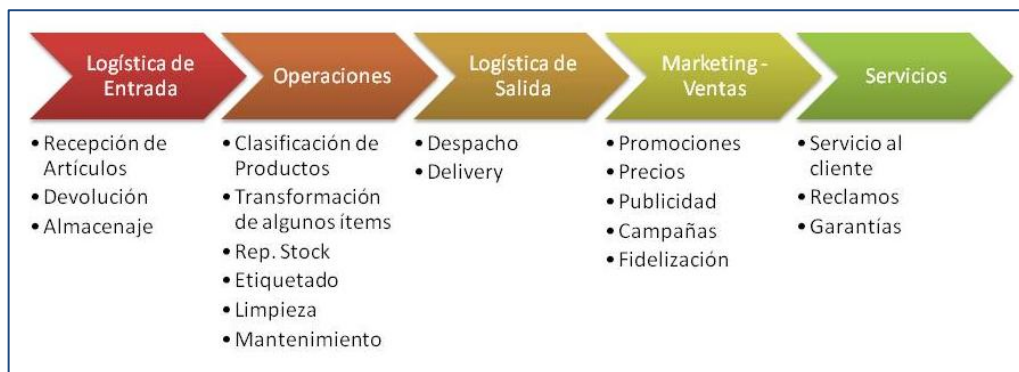 Logística de
Entrada
Operaciones
Logística de
Salida
Marketing -
Ventas
Servicios
• Recepción de
Artículos
• Devolución
• Almacenaje
• Clasificación de
Productos
• Transformación
de algunos ítems
• Rep. Stock
• Etiquetado
• Limpieza
• Mantenimiento
• Despacho
• Delivery
• Promociones
• Precios
• Publicidad
• Campañas
• Fidelización
• Servicio al
cliente
• Reclamos
• Garantías